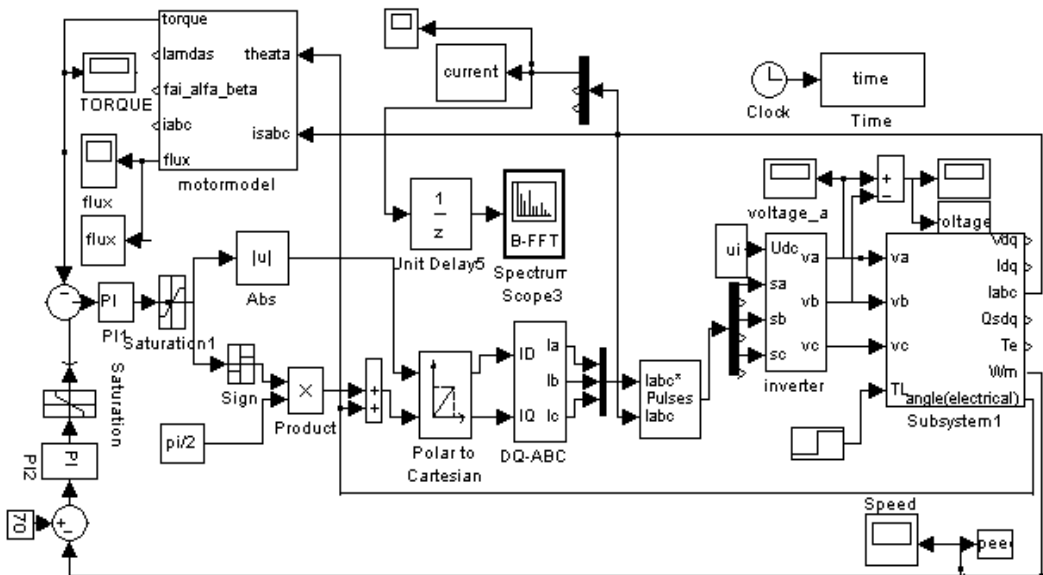 torque
lamdas
fai_alfa_beta
iabc
flux
theata
isabc
motormodel
TORQUE
flux
flux
current
Clock
time
Time
1
z
Unit Delay5
B-FFT
Spectrum
Scope3
voltage_a
+
−
oltage
|u|
Abs
PI
PI1
Saturation1
−
Sign
pi/2
×
Product
+
+
Polar to
Cartesian
ID
IQ
Ia
Ib
Ic
DQ-ABC
Iabc*
Pulses
Iabc
ui
Udc
sa
sb
sc
va
vb
vc
inverter
va
vb
vc
TL
Vdq
Idq
Iabc
Qsdq
Te
Wm
angle(electrical)
Subsystem1
Saturation
PI
PI2
+
−
70
Speed
pee